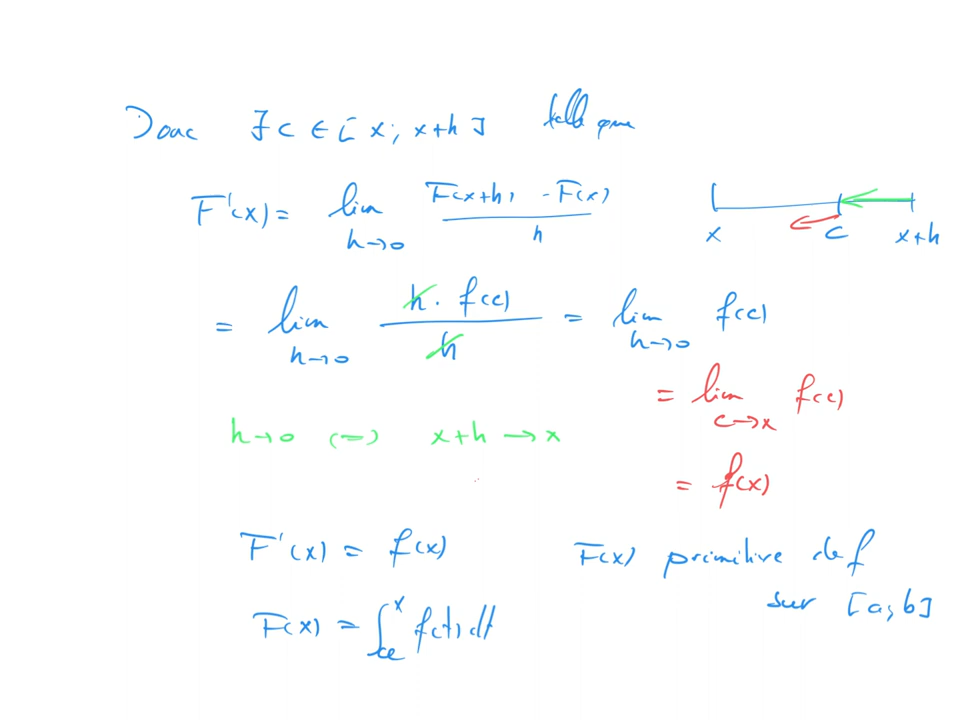 Donc ∃ c ∈ [x; x+h] telle que
F'(x) = lim h→0 F(x+h) - F(x) / h
x c x+h
= lim h→0 h · f(c) / h = lim h→0 f(c)
= lim c→x f(c)
h→0 ⟺ x+h → x
= f(x)
F'(x) = f(x) F(x) primitive de f
sur [a; b]
F(x) = ∫ₐˣ f(t) dt